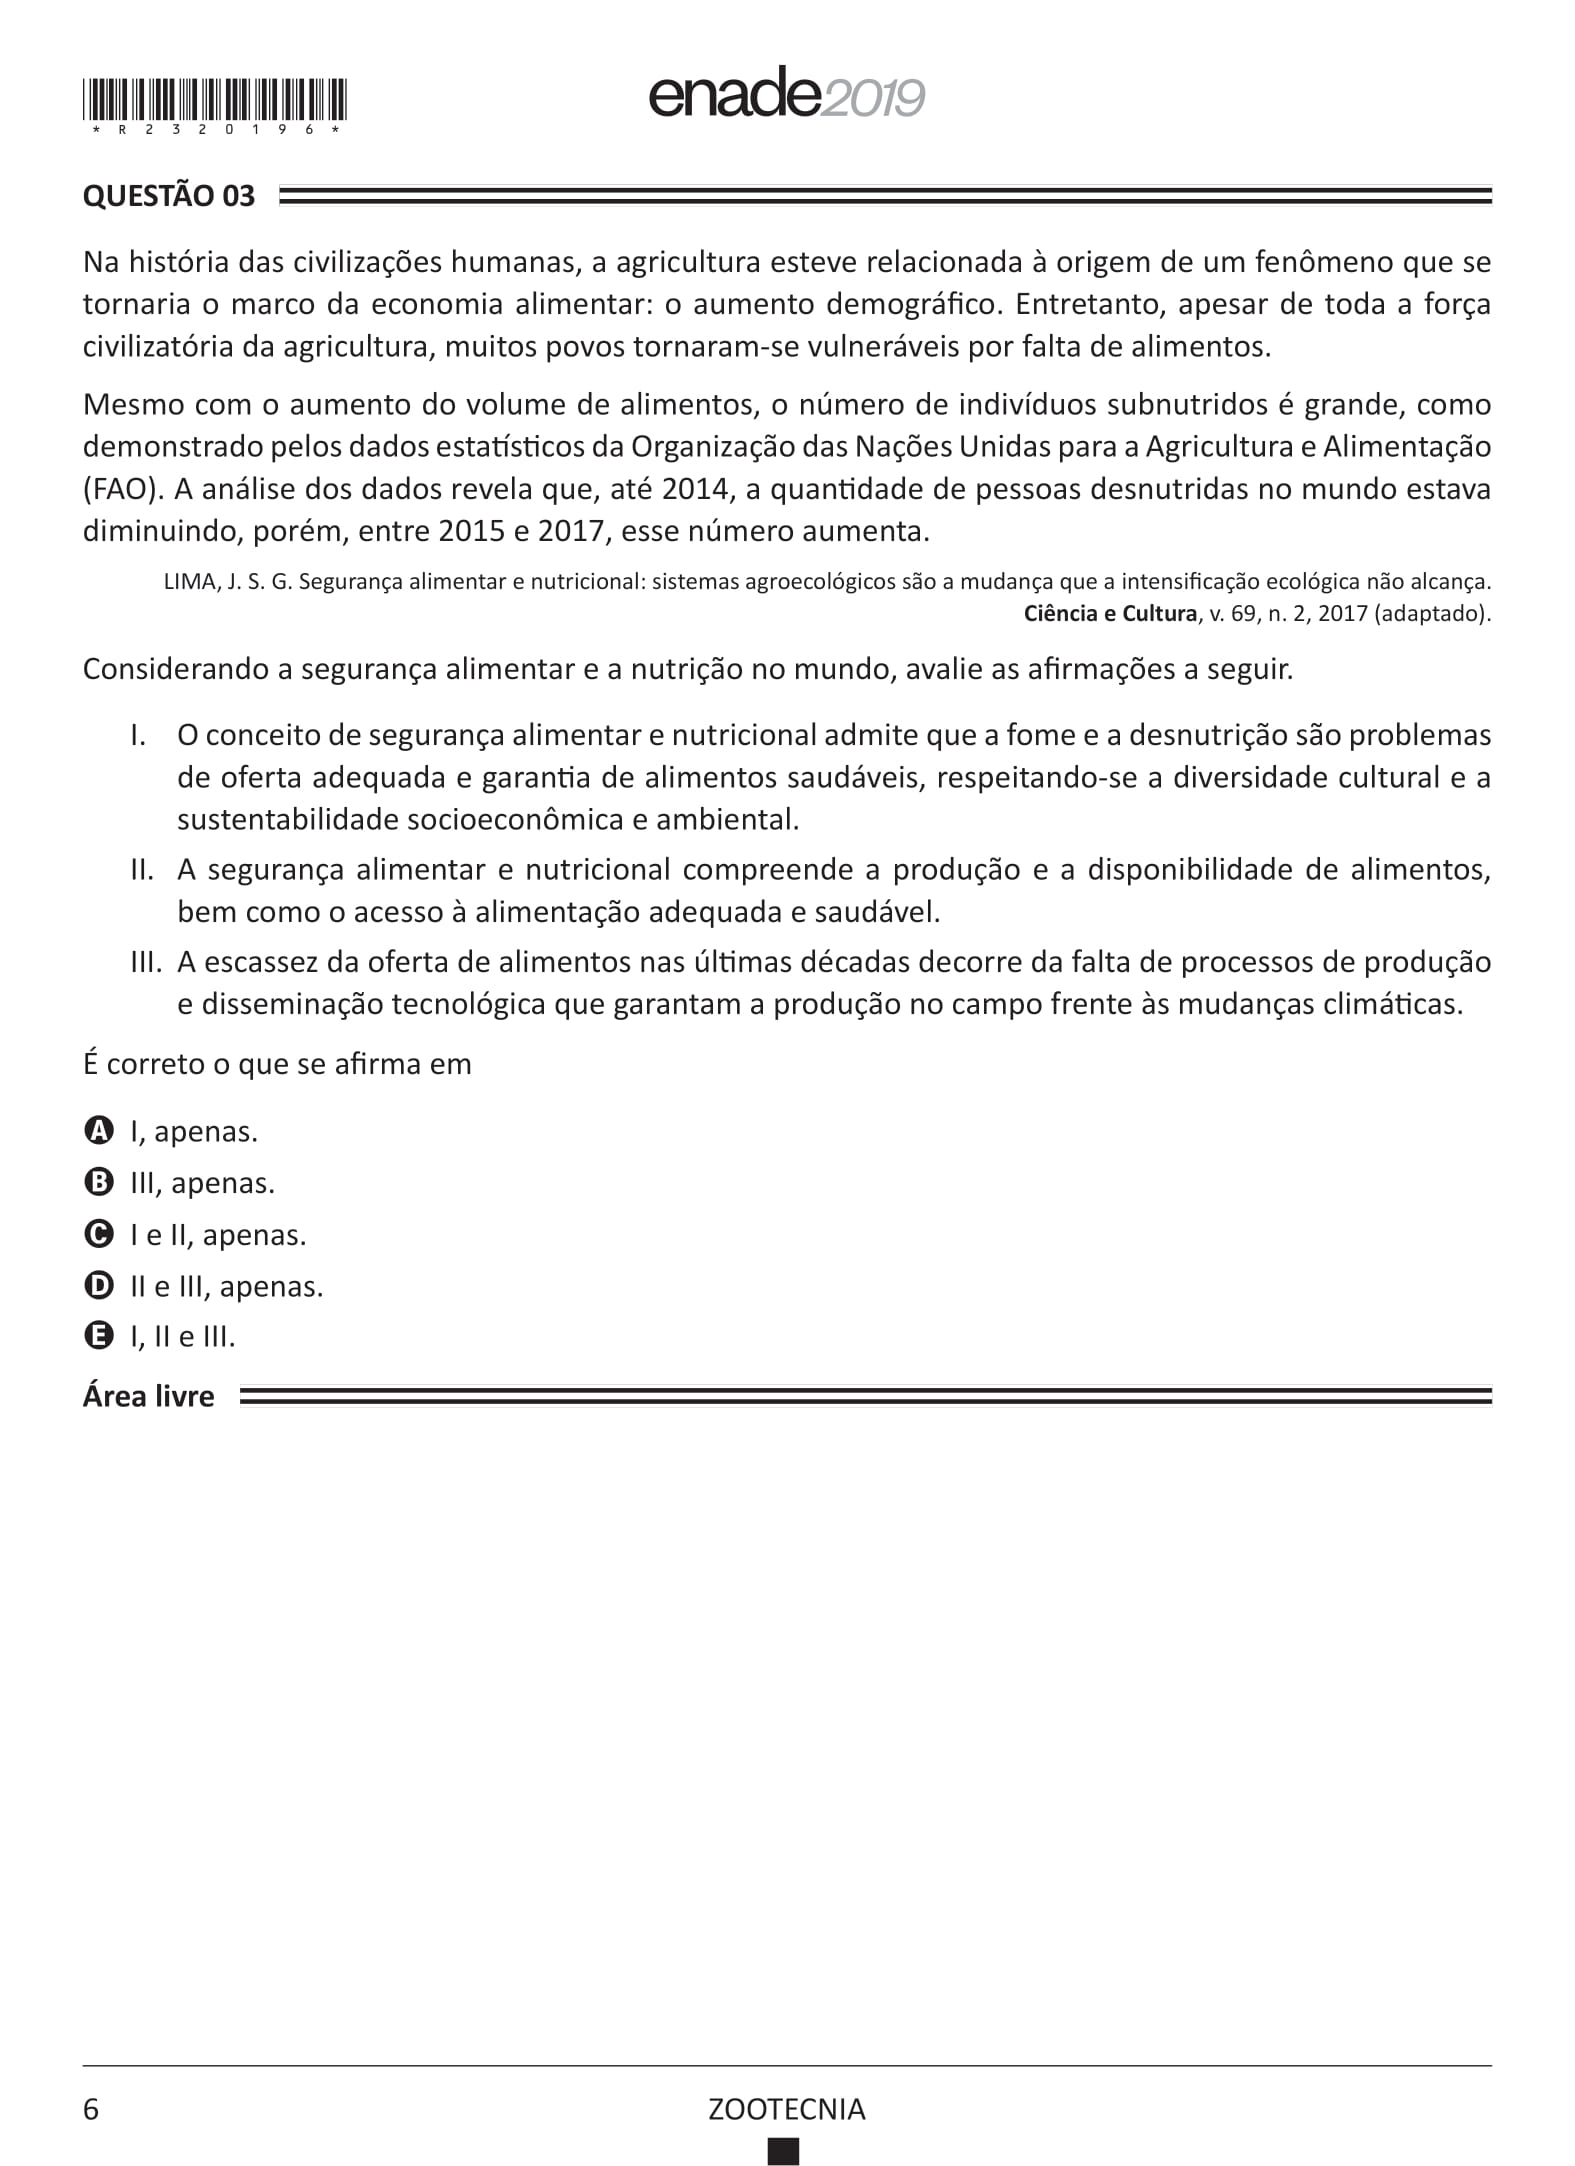 *R2320196*
enade2019
QUESTÃO 03
Na história das civilizações humanas, a agricultura esteve relacionada à origem de um fenômeno que se
tornaria o marco da economia alimentar: o aumento demográfico. Entretanto, apesar de toda a força
civilizatória da agricultura, muitos povos tornaram-se vulneráveis por falta de alimentos.
Mesmo com o aumento do volume de alimentos, o número de indivíduos subnutridos é grande, como
demonstrado pelos dados estatísticos da Organização das Nações Unidas para a Agricultura e Alimentação
(FAO). A análise dos dados revela que, até 2014, a quantidade de pessoas desnutridas no mundo estava
diminuindo, porém, entre 2015 e 2017, esse número aumenta.
LIMA, J. S. G. Segurança alimentar e nutricional: sistemas agroecológicos são a mudança que a intensificação ecológica não alcança.
Ciência e Cultura, v. 69, n. 2, 2017 (adaptado).
Considerando a segurança alimentar e a nutrição no mundo, avalie as afirmações a seguir.
I. O conceito de segurança alimentar e nutricional admite que a fome e a desnutrição são problemas
de oferta adequada e garantia de alimentos saudáveis, respeitando-se a diversidade cultural e a
sustentabilidade socioeconômica e ambiental.
II. A segurança alimentar e nutricional compreende a produção e a disponibilidade de alimentos,
bem como o acesso à alimentação adequada e saudável.
III. A escassez da oferta de alimentos nas últimas décadas decorre da falta de processos de produção
e disseminação tecnológica que garantam a produção no campo frente às mudanças climáticas.
É correto o que se afirma em
A I, apenas.
B III, apenas.
C I e II, apenas.
D II e III, apenas.
E I, II e III.
Área livre
6
ZOOTECNIA